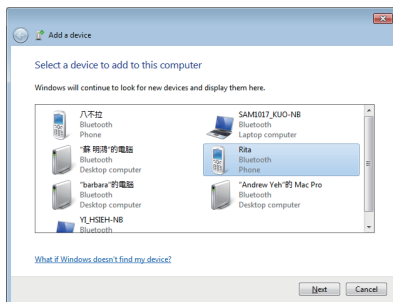 Add a device
Select a device to add to this computer
Windows will continue to look for new devices and display them here.
八不拉
Bluetooth
Phone
SAM1017_KUO-NB
Bluetooth
Laptop computer
"蘇 明鴻"的電腦
Bluetooth
Desktop computer
Rita
Bluetooth
Phone
"barbara"的電腦
Bluetooth
Desktop computer
"Andrew Yeh"的 Mac Pro
Bluetooth
Desktop computer
YI_HSIEH-NB
Bluetooth
What if Windows doesn't find my device?
Next
Cancel